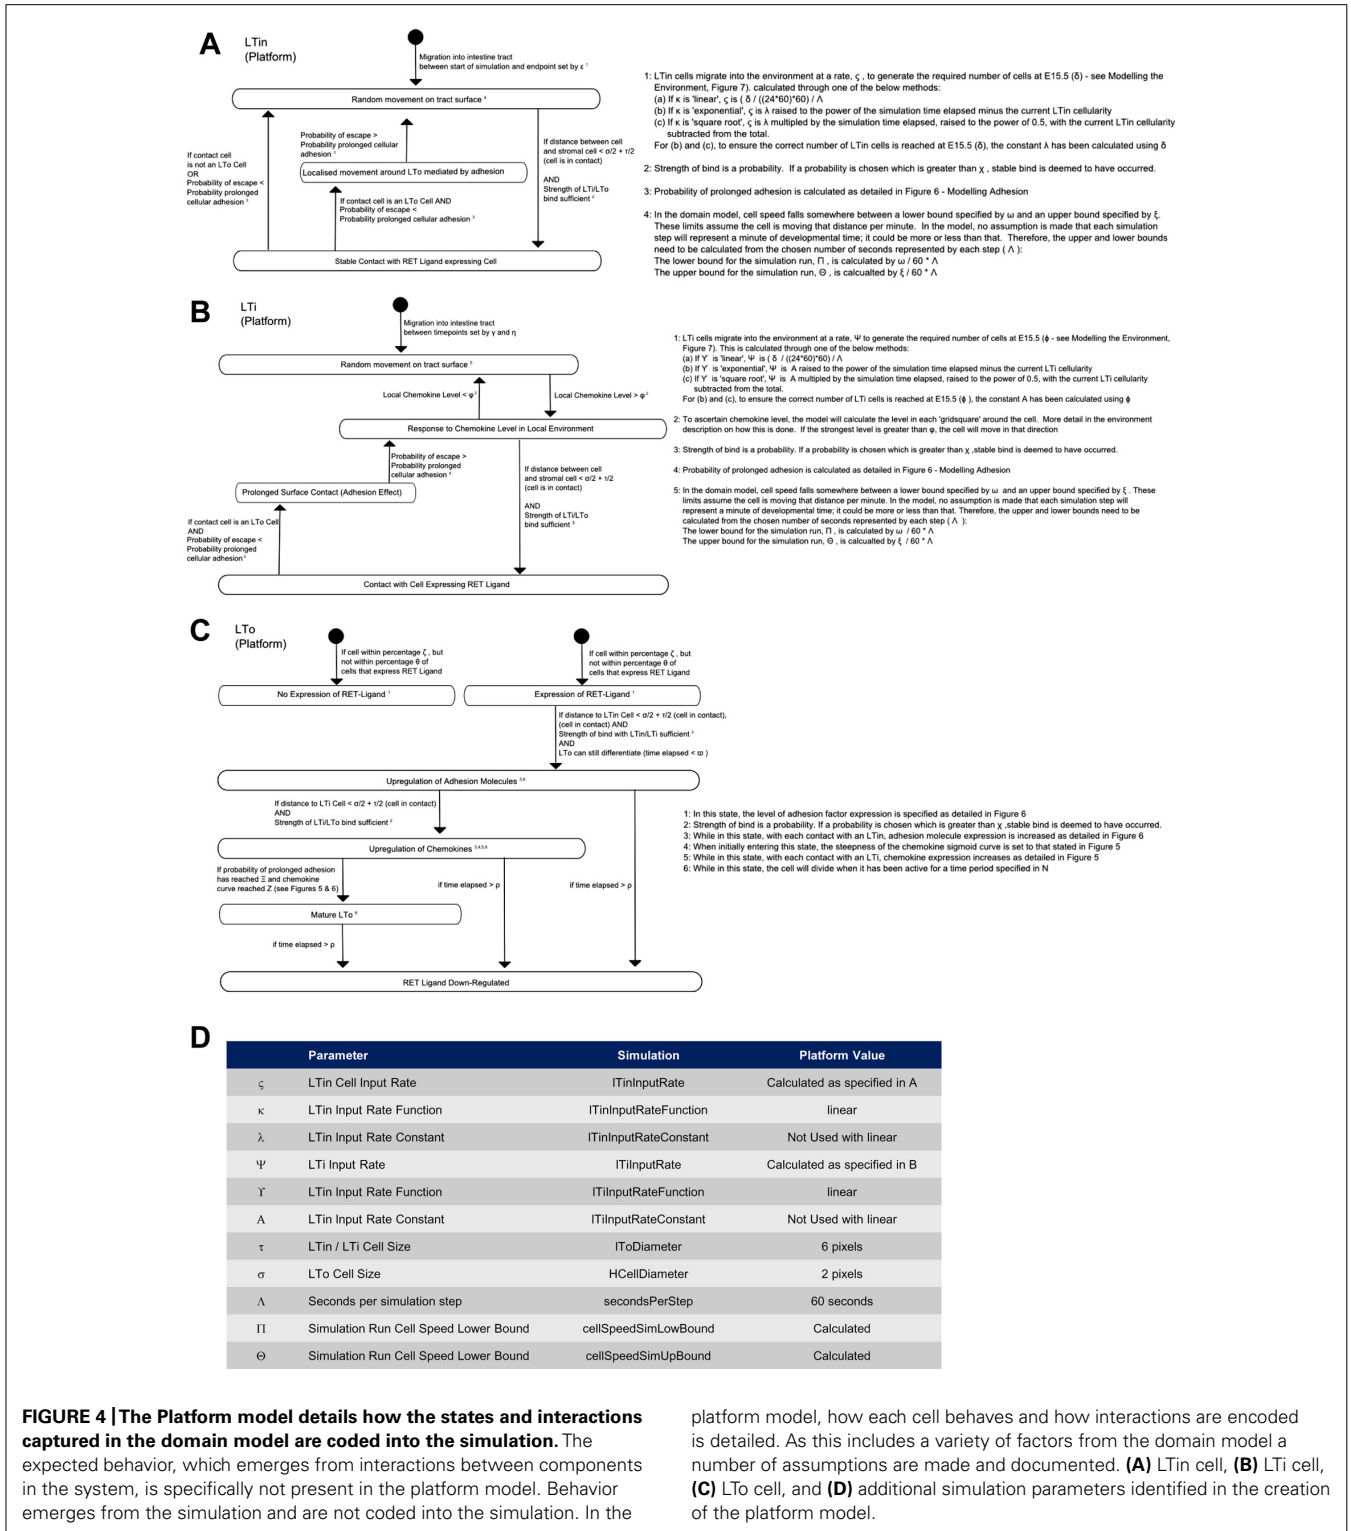 A
LTin
(Platform)
Migration into intestine tract
between start of simulation and endpoint set by ε 1
Random movement on tract surface 4
Probability of escape >
Probability prolonged cellular
adhesion 3
If distance between cell
and stromal cell < σ/2 + τ/2
(cell is in contact)
AND
Strength of LTi/LTo
bind sufficient 2
If contact cell
is not an LTo Cell
OR
Probability of escape <
Probability prolonged
cellular adhesion 3
Localised movement around LTo mediated by adhesion
If contact cell is an LTo Cell AND
Probability of escape <
Probability prolonged cellular adhesion 3
Stable Contact with RET Ligand expressing Cell
1: LTin cells migrate into the environment at a rate, ς , to generate the required number of cells at E15.5 (δ) - see Modelling the
Environment, Figure 7). calculated through one of the below methods:
(a) If κ is 'linear', ς is ( δ / ((24*60)*60) / Λ
(b) If κ is 'exponential', ς is λ raised to the power of the simulation time elapsed minus the current LTin cellularity
(c) If κ is 'square root', ς is λ multipled by the simulation time elapsed, raised to the power of 0.5, with the current LTin cellularity
subtracted from the total.
For (b) and (c), to ensure the correct number of LTin cells is reached at E15.5 (δ), the constant λ has been calculated using δ
2: Strength of bind is a probability. If a probability is chosen which is greater than χ , stable bind is deemed to have occurred.
3: Probability of prolonged adhesion is calculated as detailed in Figure 6 - Modelling Adhesion
4: In the domain model, cell speed falls somewhere between a lower bound specified by ω and an upper bound specified by ξ.
These limits assume the cell is moving that distance per minute. In the model, no assumption is made that each simulation
step will represent a minute of developmental time; it could be more or less than that. Therefore, the upper and lower bounds
need to be calculated from the chosen number of seconds represented by each step ( Λ ):
The lower bound for the simulation run, Π , is calculated by ω / 60 * Λ
The upper bound for the simulation run, Θ , is calcualted by ξ / 60 * Λ
B
LTi
(Platform)
Migration into intestine tract
between timepoints set by γ and η
Random movement on tract surface 5
Local Chemokine Level < φ 2
Local Chemokine Level > φ 2
Response to Chemokine Level in Local Environment
Probability of escape >
Probability prolonged
cellular adhesion 4
If distance between cell
and stromal cell < σ/2 + τ/2
(cell is in contact)
AND
Strength of LTi/LTo
bind sufficient 3
Prolonged Surface Contact (Adhesion Effect)
If contact cell is an LTo Cell
AND
Probability of escape <
Probability prolonged
cellular adhesion 4
Contact with Cell Expressing RET Ligand
1: LTi cells migrate into the environment at a rate, Ψ to generate the required number of cells at E15.5 (ϕ - see Modelling the Environment,
Figure 7). This is calculated through one of the below methods:
(a) If ϒ is 'linear', Ψ is ( δ / ((24*60)*60) / Λ
(b) If ϒ is 'exponential', Ψ is A raised to the power of the simulation time elapsed minus the current LTi cellularity
(c) If ϒ is 'square root', Ψ is A multipled by the simulation time elapsed, raised to the power of 0.5, with the current LTi cellularity
subtracted from the total.
For (b) and (c), to ensure the correct number of LTi cells is reached at E15.5 (ϕ ), the constant A has been calculated using ϕ
2: To ascertain chemokine level, the model will calculate the level in each 'gridsquare' around the cell. More detail in the environment
description on how this is done. If the strongest level is greater than φ, the cell will move in that direction
3: Strength of bind is a probability. If a probability is chosen which is greater than χ ,stable bind is deemed to have occurred.
4: Probability of prolonged adhesion is calculated as detailed in Figure 6 - Modelling Adhesion
5: In the domain model, cell speed falls somewhere between a lower bound specified by ω and an upper bound specified by ξ . These
limits assume the cell is moving that distance per minute. In the model, no assumption is made that each simulation step will
represent a minute of developmental time; it could be more or less than that. Therefore, the upper and lower bounds need to be
calculated from the chosen number of seconds represented by each step ( Λ ):
The lower bound for the simulation run, Π , is calculated by ω / 60 * Λ
The upper bound for the simulation run, Θ , is calcualted by ξ / 60 * Λ
C
LTo
(Platform)
If cell within percentage ζ , but
not within percentage θ of
cells that express RET Ligand
If cell within percentage ζ , but
not within percentage θ of
cells that express RET Ligand
No Expression of RET-Ligand 1
Expression of RET-Ligand 1
If distance to LTin Cell < σ/2 + τ/2 (cell in contact),
(cell in contact) AND
Strength of bind with LTin/LTi sufficient 2
AND
LTo can still differentiate (time elapsed < ϖ )
Upregulation of Adhesion Molecules 3,6
If distance to LTi Cell < σ/2 + τ/2 (cell in contact)
AND
Strength of LTi/LTo bind sufficient 2
Upregulation of Chemokines 3,4,5,6
If probability of prolonged adhesion
has reached Ξ and chemokine
curve reached Z (see Figures 5 & 6)
if time elapsed > ρ
if time elapsed > ρ
Mature LTo 6
if time elapsed > ρ
RET Ligand Down-Regulated
1: In this state, the level of adhesion factor expression is specified as detailed in Figure 6
2: Strength of bind is a probability. If a probability is chosen which is greater than χ ,stable bind is deemed to have occurred.
3: While in this state, with each contact with an LTin, adhesion molecule expression is increased as detailed in Figure 6
4: When initially entering this state, the steepness of the chemokine sigmoid curve is set to that stated in Figure 5
5: While in this state, with each contact with an LTi, chemokine expression increases as detailed in Figure 5
6: While in this state, the cell will divide when it has been active for a time period specified in N
D
Parameter Simulation Platform Value
ς LTin Cell Input Rate lTinInputRate Calculated as specified in A
κ LTin Input Rate Function lTinInputRateFunction linear
λ LTin Input Rate Constant lTinInputRateConstant Not Used with linear
Ψ LTi Input Rate lTiInputRate Calculated as specified in B
ϒ LTin Input Rate Function lTiInputRateFunction linear
A LTin Input Rate Constant lTiInputRateConstant Not Used with linear
τ LTin / LTi Cell Size lToDiameter 6 pixels
σ LTo Cell Size HCellDiameter 2 pixels
Λ Seconds per simulation step secondsPerStep 60 seconds
Π Simulation Run Cell Speed Lower Bound cellSpeedSimLowBound Calculated
Θ Simulation Run Cell Speed Lower Bound cellSpeedSimUpBound Calculated
FIGURE 4 | The Platform model details how the states and interactions
captured in the domain model are coded into the simulation. The
expected behavior, which emerges from interactions between components
in the system, is specifically not present in the platform model. Behavior
emerges from the simulation and are not coded into the simulation. In the
platform model, how each cell behaves and how interactions are encoded
is detailed. As this includes a variety of factors from the domain model a
number of assumptions are made and documented. (A) LTin cell, (B) LTi cell,
(C) LTo cell, and (D) additional simulation parameters identified in the creation
of the platform model.